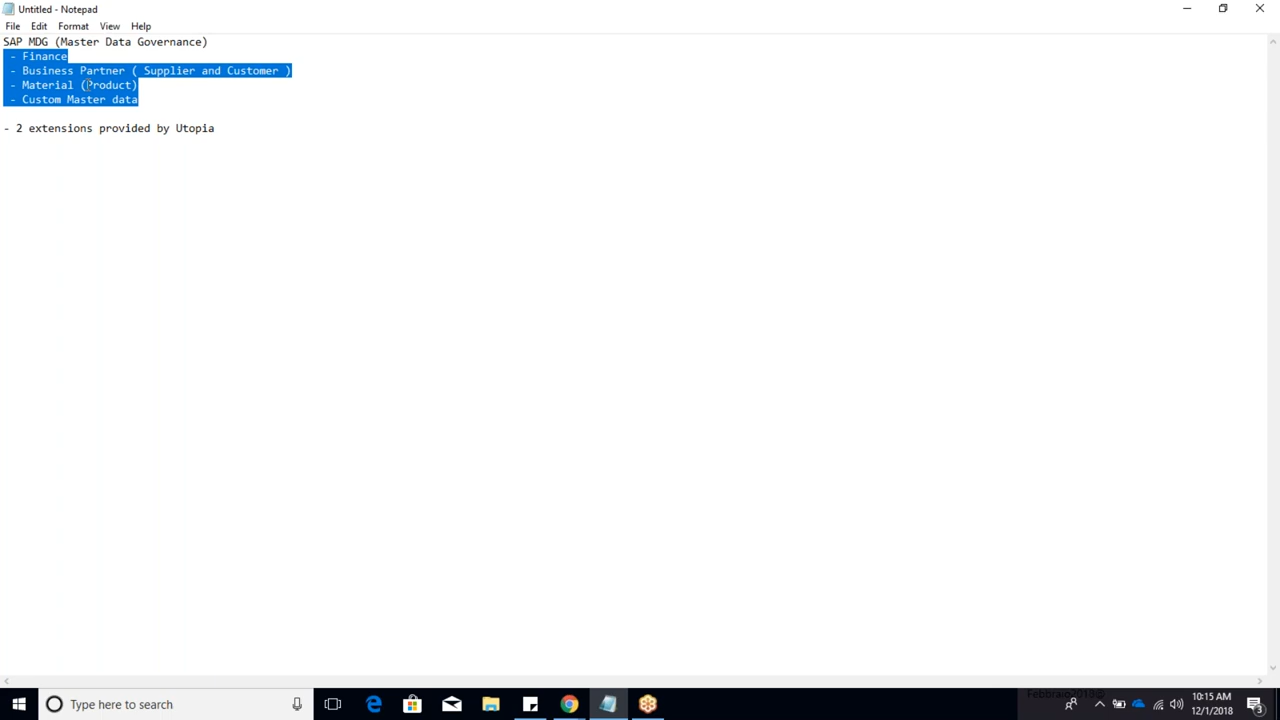 Untitled - Notepad
File Edit Format View Help
SAP MDG (Master Data Governance)
- Finance
- Business Partner ( Supplier and Customer )
- Material (Product)
- Custom Master data
- 2 extensions provided by Utopia
Febbraio2018©
Type here to search
10:15 AM
12/1/2018
3